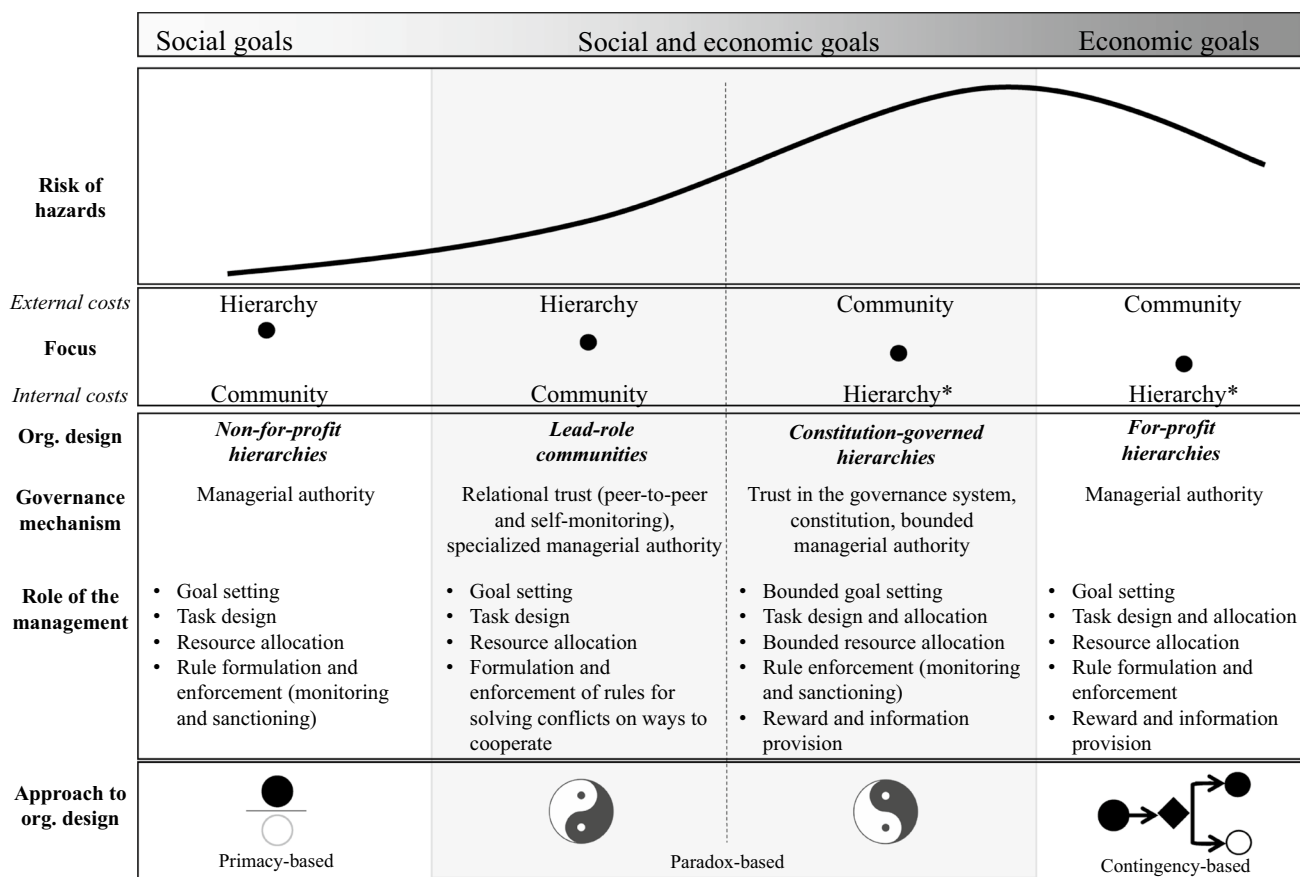 Social goals
Social and economic goals
Economic goals
Risk of
hazards
External costs
Hierarchy
Hierarchy
Community
Community
Focus
Internal costs
Community
Community
Hierarchy*
Hierarchy*
Org. design
Non-for-profit
hierarchies
Lead-role
communities
Constitution-governed
hierarchies
For-profit
hierarchies
Governance
mechanism
Managerial authority
Relational trust (peer-to-peer
and self-monitoring),
specialized managerial authority
Trust in the governance system,
constitution, bounded
managerial authority
Managerial authority
Role of the
management
• Goal setting
• Task design
• Resource allocation
• Rule formulation and
enforcement (monitoring
and sanctioning)
• Goal setting
• Task design
• Resource allocation
• Formulation and
enforcement of rules for
solving conflicts on ways to
cooperate
• Bounded goal setting
• Task design and allocation
• Bounded resource allocation
• Rule enforcement (monitoring
and sanctioning)
• Reward and information
provision
• Goal setting
• Task design and allocation
• Resource allocation
• Rule formulation and
enforcement
• Reward and information
provision
Approach to
org. design
Primacy-based
Paradox-based
Contingency-based